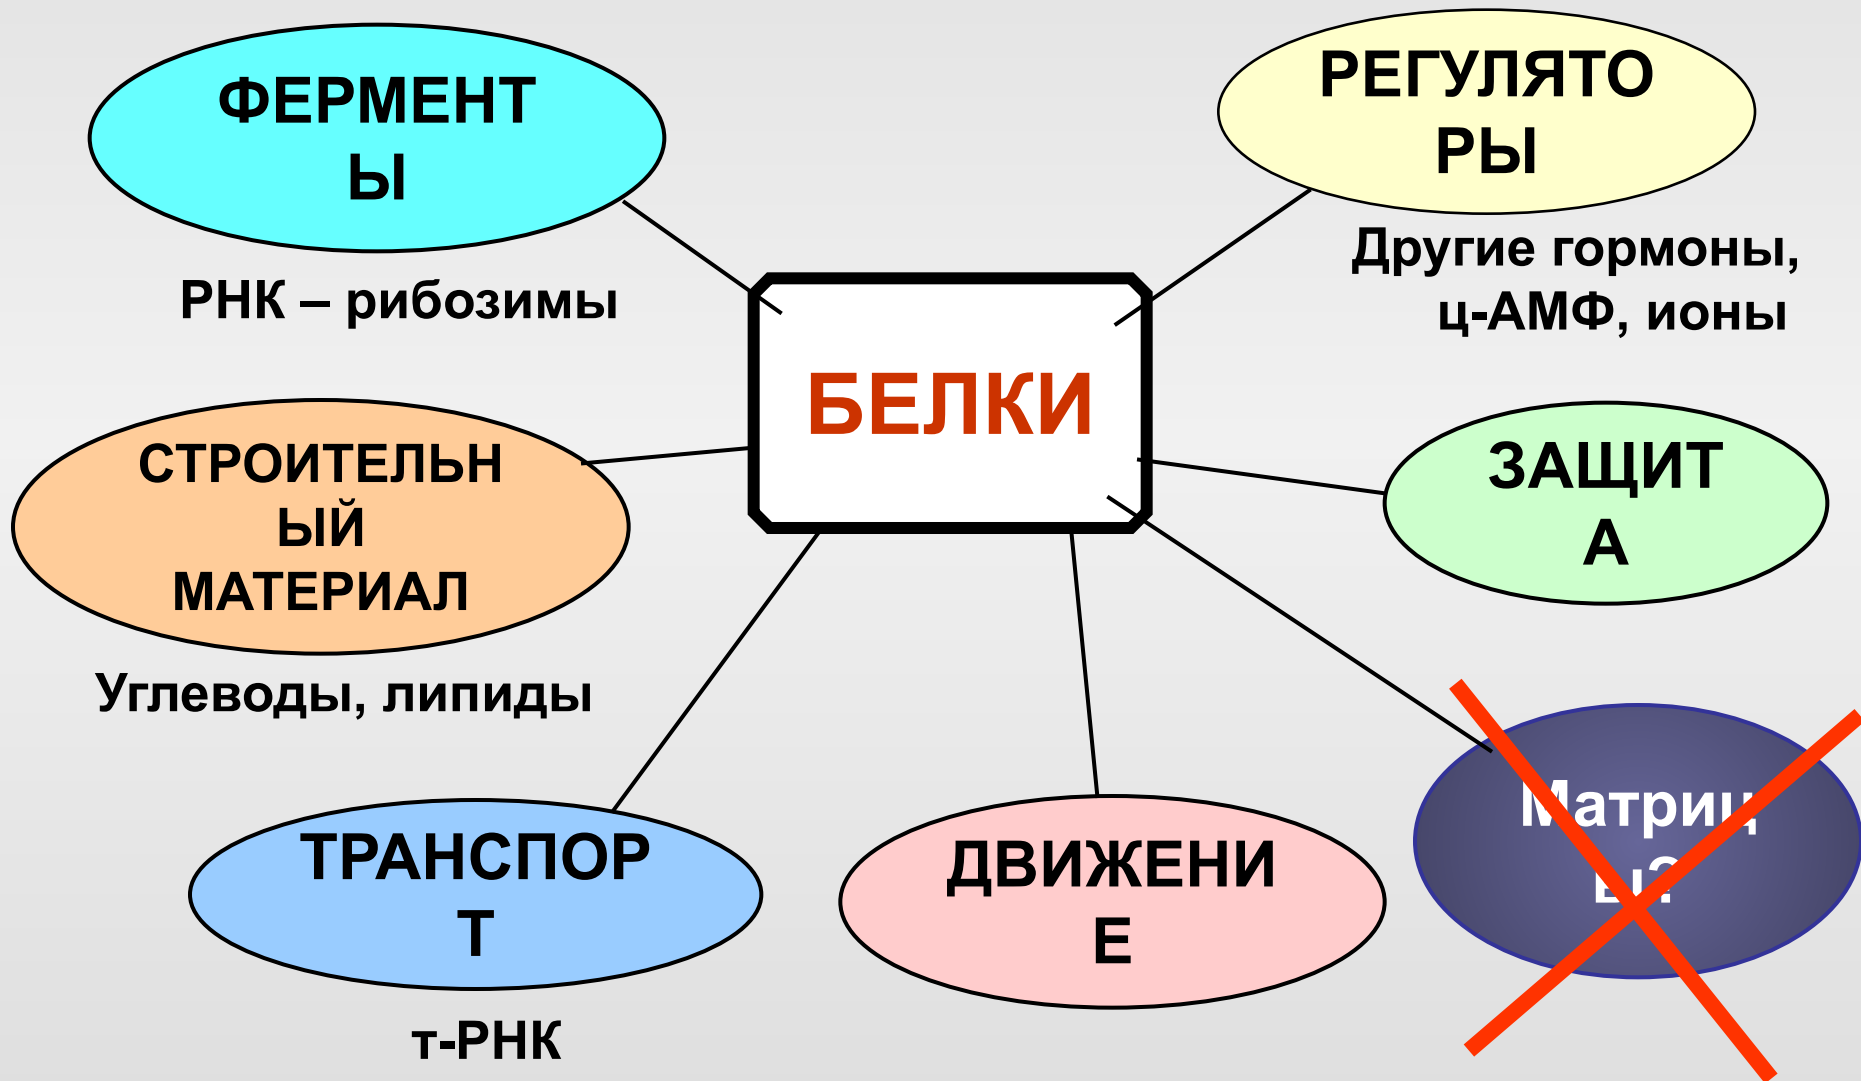 ФЕРМЕНТ
Ы
РНК – рибозимы
РЕГУЛЯТО
РЫ
Другие гормоны,
ц-АМФ, ионы
БЕЛКИ
СТРОИТЕЛЬН
ЫЙ
МАТЕРИАЛ
Углеводы, липиды
ЗАЩИТ
А
ТРАНСПОР
Т
т-РНК
ДВИЖЕНИ
Е
Матриц
ы?